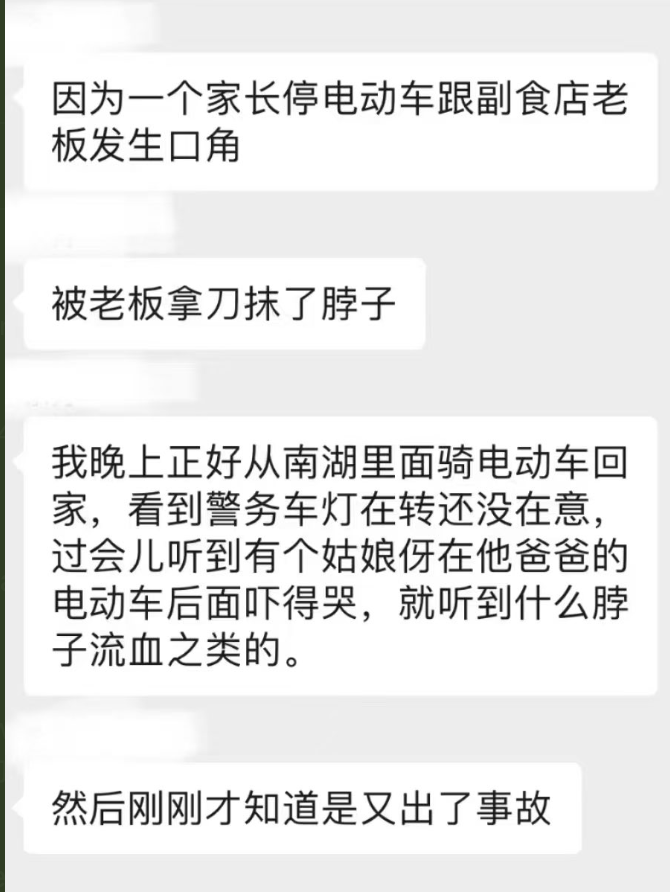 因为一个家长停电动车跟副食店老
板发生口角
被老板拿刀抹了脖子
我晚上正好从南湖里面骑电动车回
家，看到警务车灯在转还没在意，
过会儿听到有个姑娘伢在他爸爸的
电动车后面吓得哭，就听到什么脖
子流血之类的。
然后刚刚才知道是又出了事故